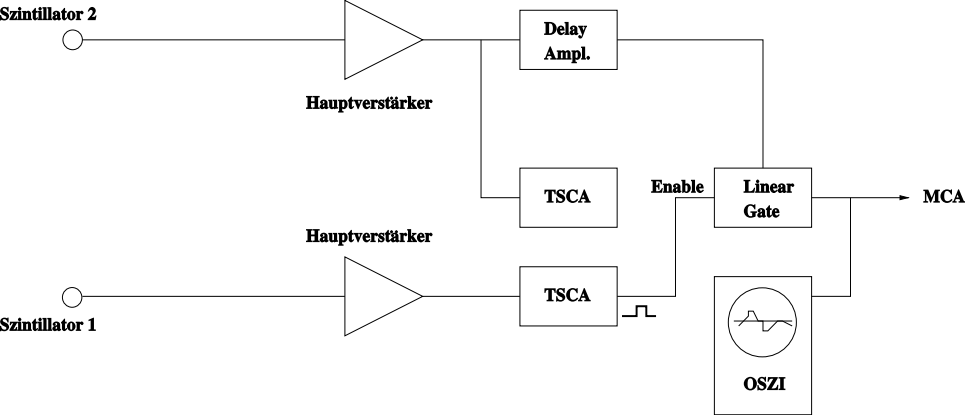 Szintillator 2
Delay
Ampl.
Hauptverstärker
TSCA
Enable
Linear
Gate
MCA
Hauptverstärker
TSCA
Szintillator 1
OSZI